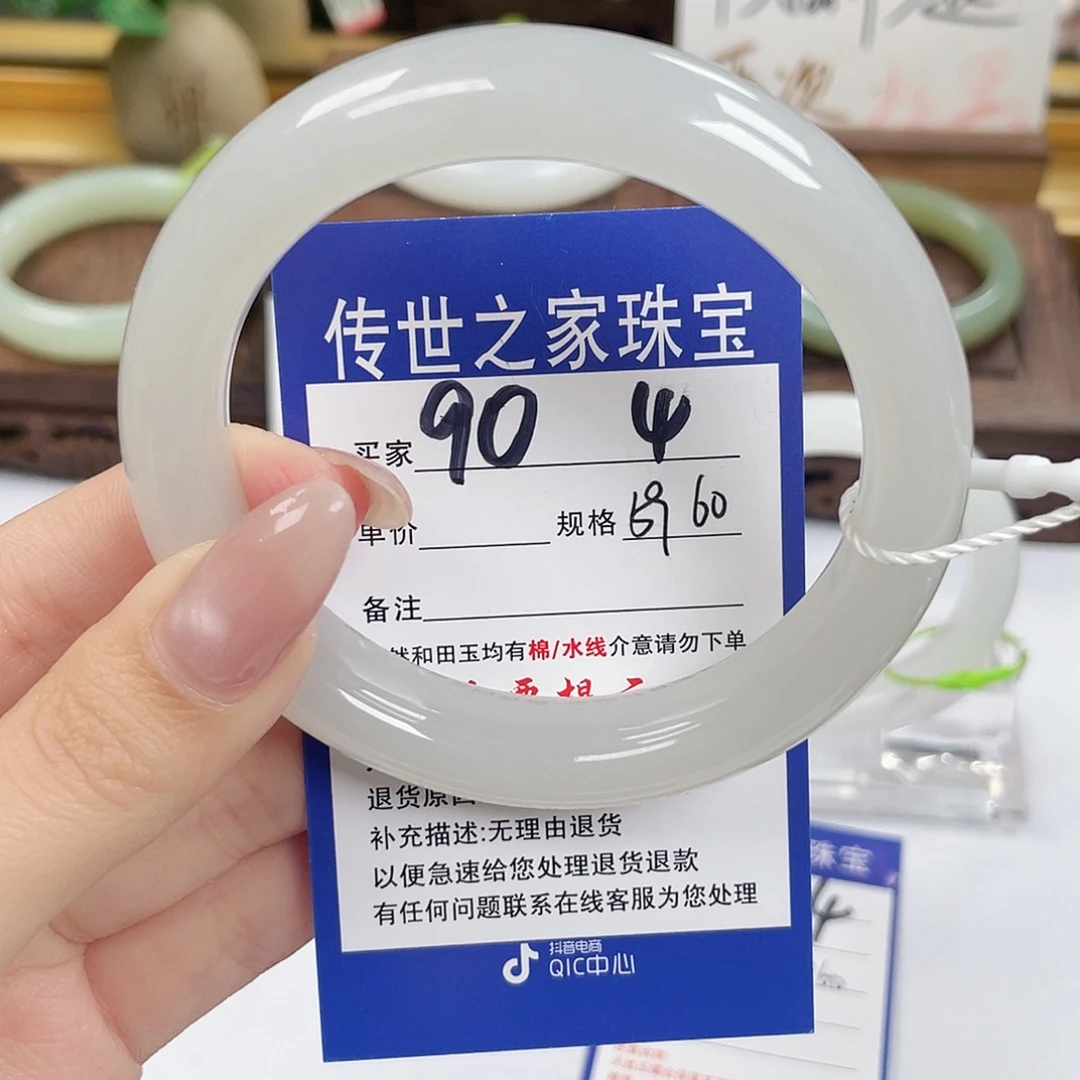 传世之家珠宝
买家 90 4
单价 规格 59 60
备注
然和田玉均有棉/水线介意请勿下单
退货原因
补充描述:无理由退货
以便急速给您处理退货退款
有任何问题联系在线客服为您处理
抖音电商
QIC中心
珠宝